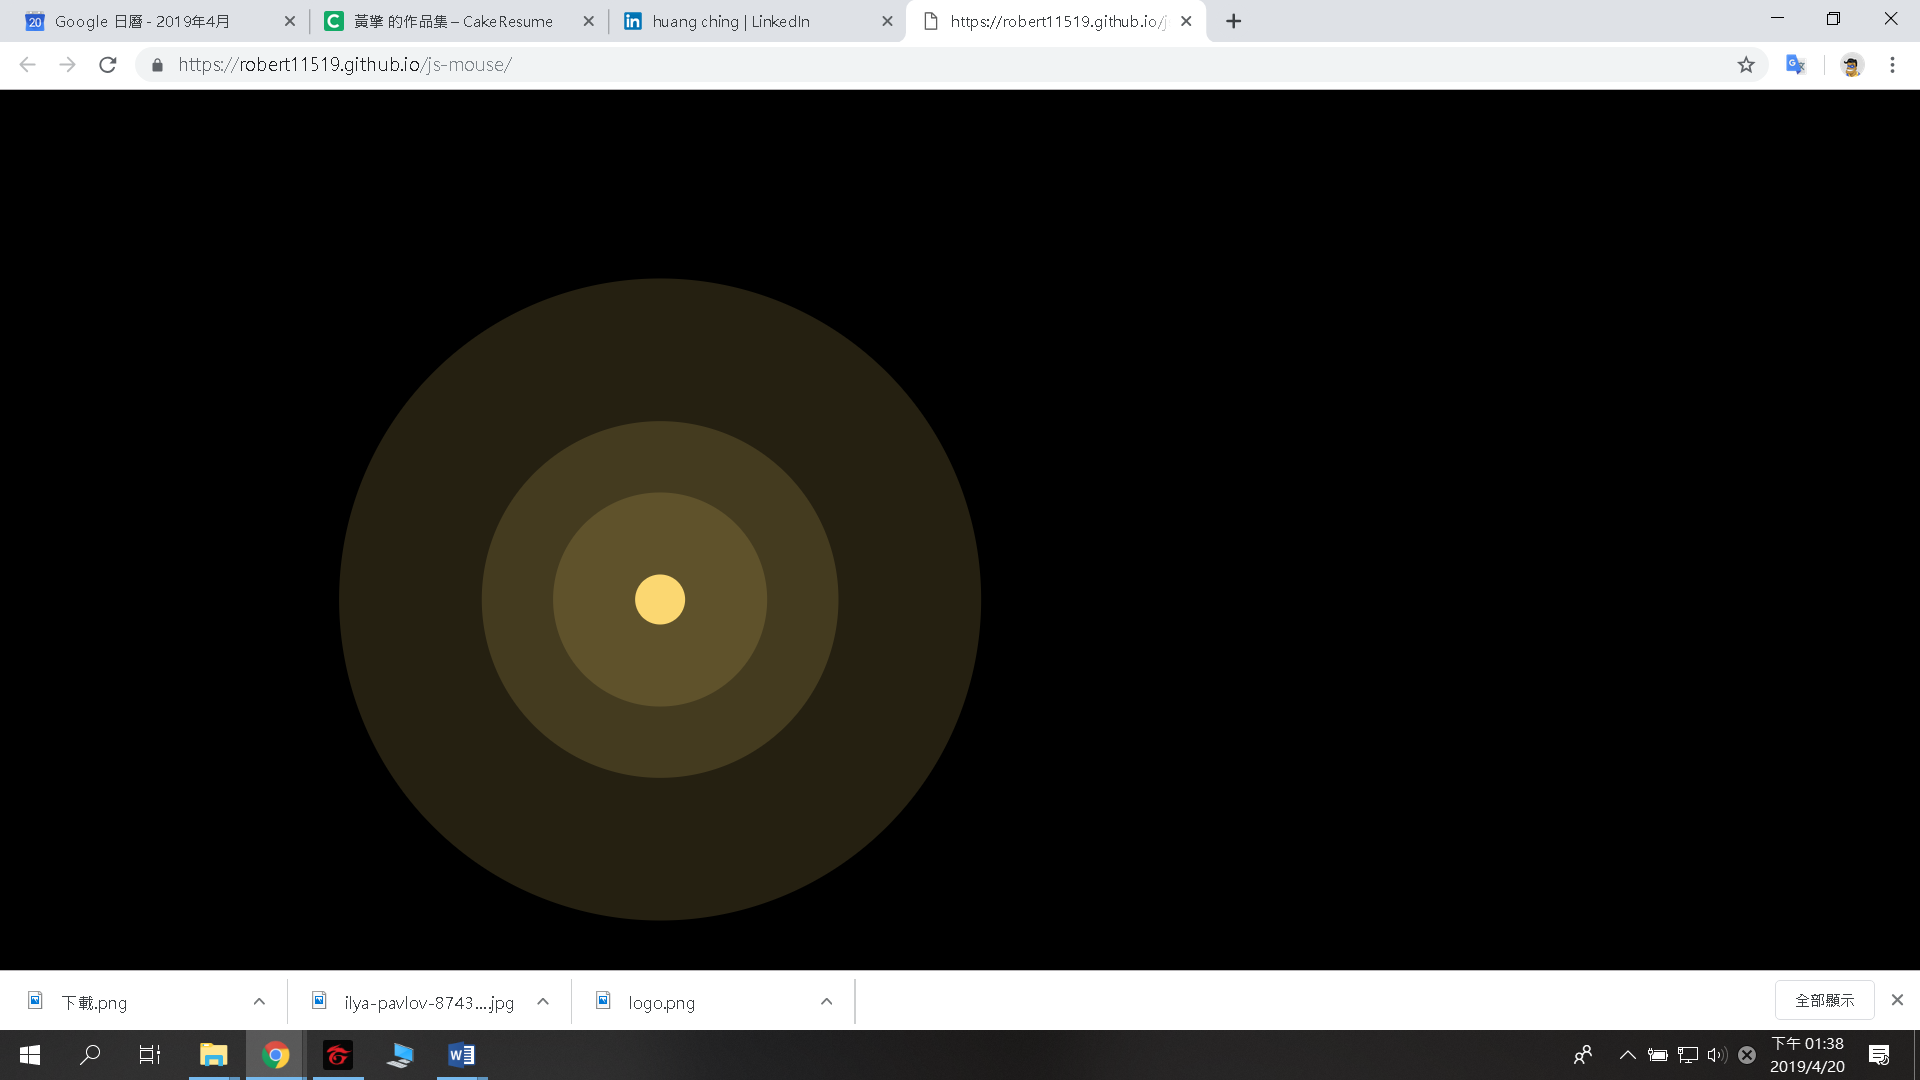 20 Google 日曆 - 2019年4月
黃肇 的作品集 – CakeResume
in huang ching | LinkedIn
https://robert11519.github.io/j
https://robert11519.github.io/js-mouse/
下載.png
ilya-pavlov-8743....jpg
logo.png
全部顯示
下午 01:38
2019/4/20